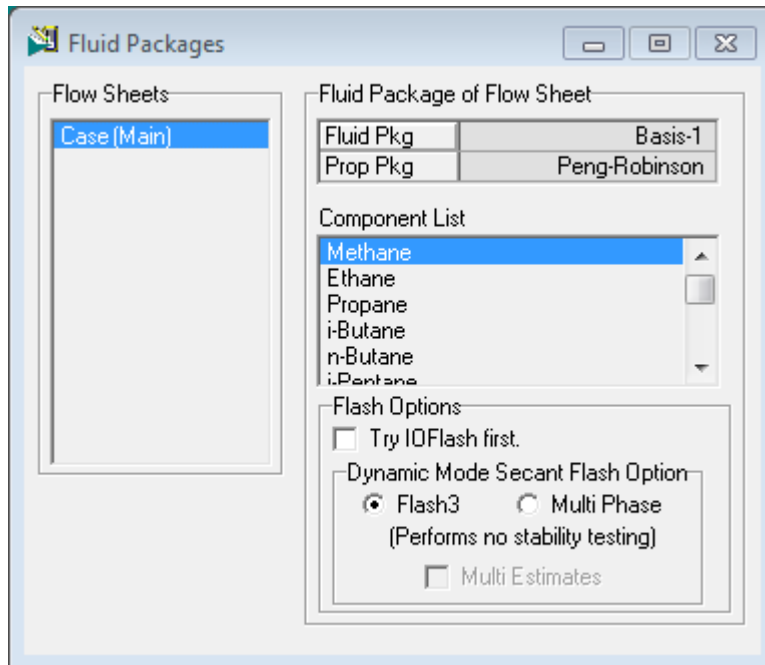 Fluid Packages
Flow Sheets
Case (Main)
Fluid Package of Flow Sheet
Fluid Pkg Basis-1
Prop Pkg Peng-Robinson
Component List
Methane
Ethane
Propane
i-Butane
n-Butane
i-Pentane
Flash Options
Try IOFlash first.
Dynamic Mode Secant Flash Option
Flash3 Multi Phase
(Performs no stability testing)
Multi Estimates